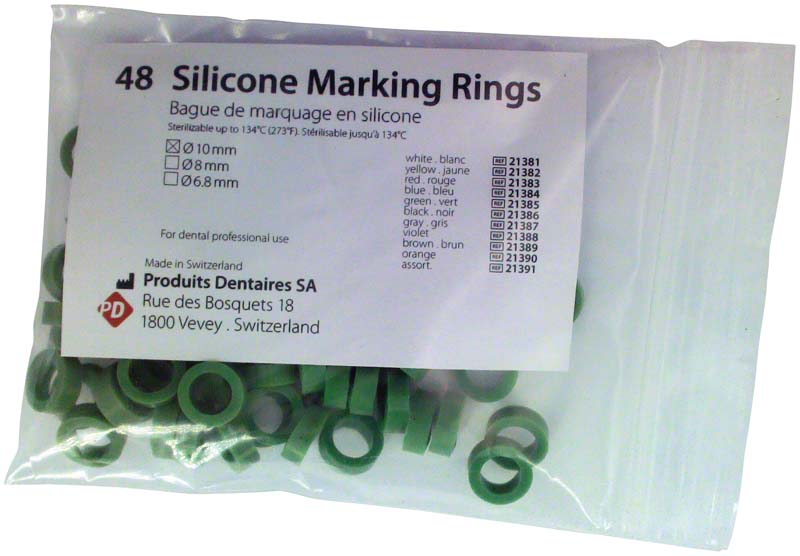 48 Silicone Marking Rings
Bague de marquage en silicone
Sterilizable up to 134°C (273°F). Stérilisable jusqu'à 134°C
Ø 10 mm
Ø 8 mm
Ø 6.8 mm
white . blanc REF 21381
yellow . jaune REF 21382
red . rouge REF 21383
blue . bleu REF 21384
green . vert REF 21385
black . noir REF 21386
gray . gris REF 21387
violet REF 21388
brown . brun REF 21389
orange REF 21390
assort. REF 21391
For dental professional use
Made in Switzerland
Produits Dentaires SA
PD Rue des Bosquets 18
1800 Vevey . Switzerland